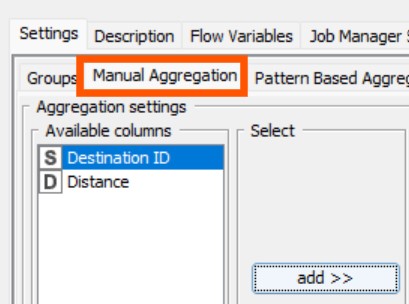 Settings Description Flow Variables Job Manager
Groups Manual Aggregation Pattern Based
Aggregation settings
Available columns Select
S Destination ID
D Distance
add >>